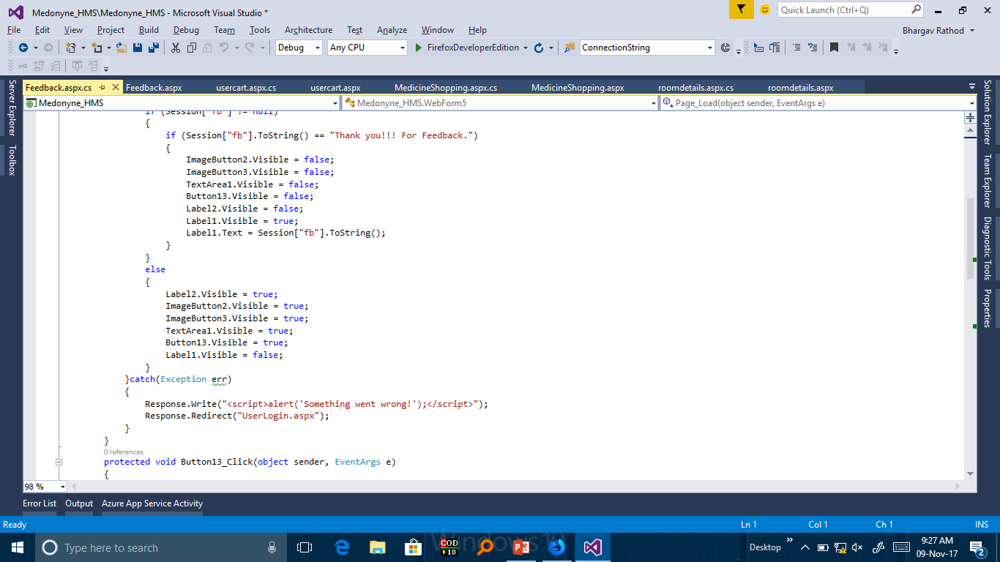 Medonyne_HMS\Medonyne_HMS - Microsoft Visual Studio *
Quick Launch (Ctrl+Q)
File Edit View Project Build Debug Team Tools Architecture Test Analyze Window Help
Bhargav Rathod
Debug Any CPU FirefoxDeveloperEdition ConnectionString
Feedback.aspx.cs Feedback.aspx usercart.aspx.cs usercart.aspx MedicineShopping.aspx.cs MedicineShopping.aspx roomdetails.aspx.cs roomdetails.aspx
Medonyne_HMS Medonyne_HMS.WebForm5 Page_Load(object sender, EventArgs e)
Server Explorer
Toolbox
if (Session["fb"] != null)
{
if (Session["fb"].ToString() == "Thank you!!! For Feedback.")
{
ImageButton2.Visible = false;
ImageButton3.Visible = false;
TextArea1.Visible = false;
Button13.Visible = false;
Label2.Visible = false;
Label1.Visible = true;
Label1.Text = Session["fb"].ToString();
}
}
else
{
Label2.Visible = true;
ImageButton2.Visible = true;
ImageButton3.Visible = true;
TextArea1.Visible = true;
Button13.Visible = true;
Label1.Visible = false;
}
}catch(Exception err)
{
Response.Write("<script>alert('Something went wrong!');</script>");
Response.Redirect("UserLogin.aspx");
}
}
0 references
protected void Button13_Click(object sender, EventArgs e)
{
Solution Explorer
Team Explorer
Diagnostic Tools
Properties
98 %
Error List Output Azure App Service Activity
Ready Ln 1 Col 1 Ch 1 INS
Type here to search
COD
10
Windows 10
Desktop
9:27 AM
09-Nov-17
2